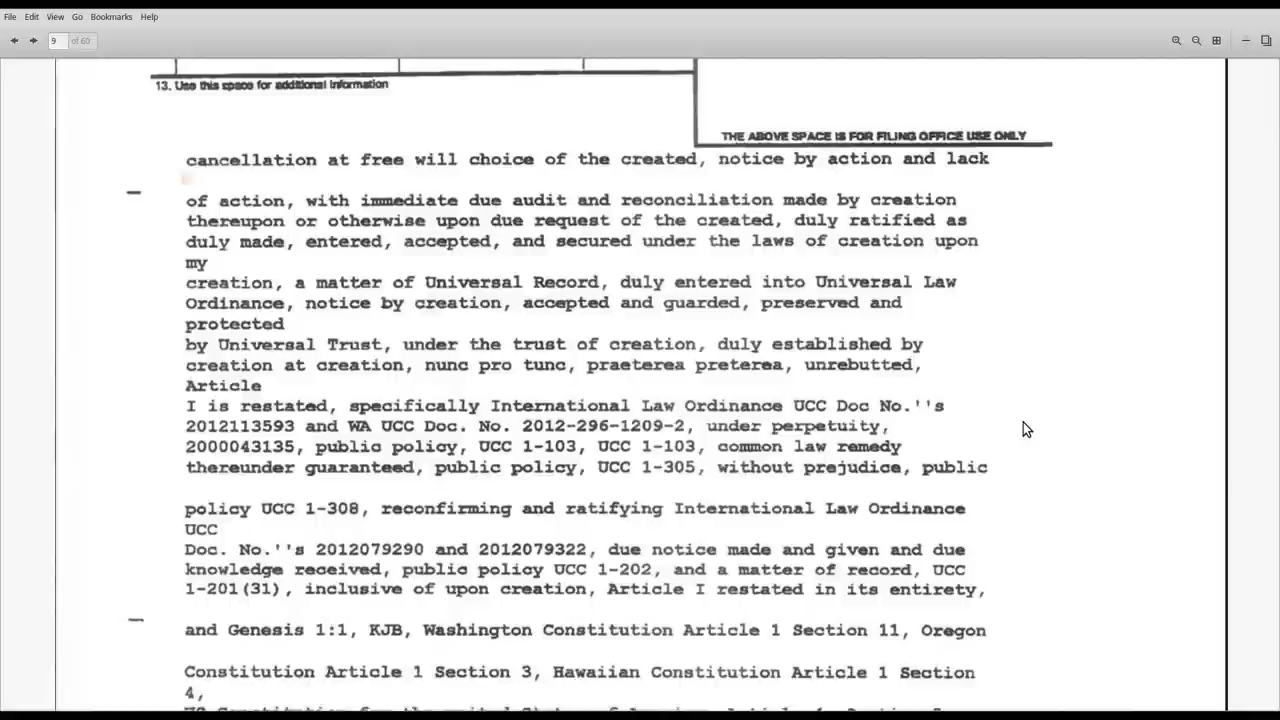 File Edit View Go Bookmarks Help
9 of 60
13. Use this space for additional information
THE ABOVE SPACE IS FOR FILING OFFICE USE ONLY
cancellation at free will choice of the created, notice by action and lack
of action, with immediate due audit and reconciliation made by creation
thereupon or otherwise upon due request of the created, duly ratified as
duly made, entered, accepted, and secured under the laws of creation upon
my
creation, a matter of Universal Record, duly entered into Universal Law
Ordinance, notice by creation, accepted and guarded, preserved and
protected
by Universal Trust, under the trust of creation, duly established by
creation at creation, nunc pro tunc, praeterea preterea, unrebutted,
Article
I is restated, specifically International Law Ordinance UCC Doc No.''s
2012113593 and WA UCC Doc. No. 2012-296-1209-2, under perpetuity,
2000043135, public policy, UCC 1-103, UCC 1-103, common law remedy
thereunder guaranteed, public policy, UCC 1-305, without prejudice, public
policy UCC 1-308, reconfirming and ratifying International Law Ordinance
UCC
Doc. No.''s 2012079290 and 2012079322, due notice made and given and due
knowledge received, public policy UCC 1-202, and a matter of record, UCC
1-201(31), inclusive of upon creation, Article I restated in its entirety,
and Genesis 1:1, KJB, Washington Constitution Article 1 Section 11, Oregon
Constitution Article 1 Section 3, Hawaiian Constitution Article 1 Section
4,